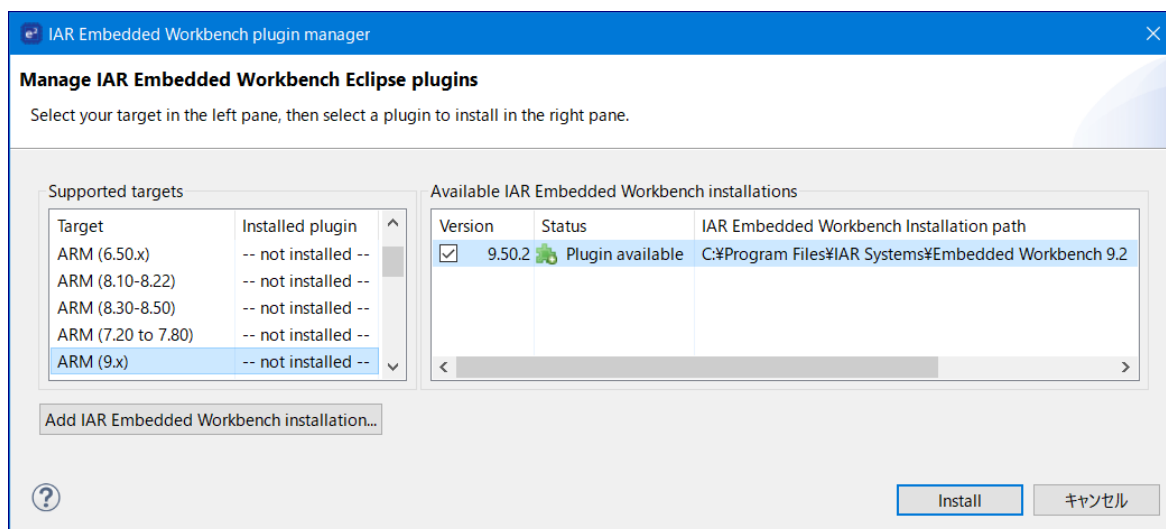 e² IAR Embedded Workbench plugin manager
Manage IAR Embedded Workbench Eclipse plugins
Select your target in the left pane, then select a plugin to install in the right pane.
Supported targets
Target Installed plugin
ARM (6.50.x) -- not installed --
ARM (8.10-8.22) -- not installed --
ARM (8.30-8.50) -- not installed --
ARM (7.20 to 7.80) -- not installed --
ARM (9.x) -- not installed --
Available IAR Embedded Workbench installations
Version Status IAR Embedded Workbench Installation path
9.50.2 Plugin available C:¥Program Files¥IAR Systems¥Embedded Workbench 9.2
Add IAR Embedded Workbench installation...
?
Install キャンセル